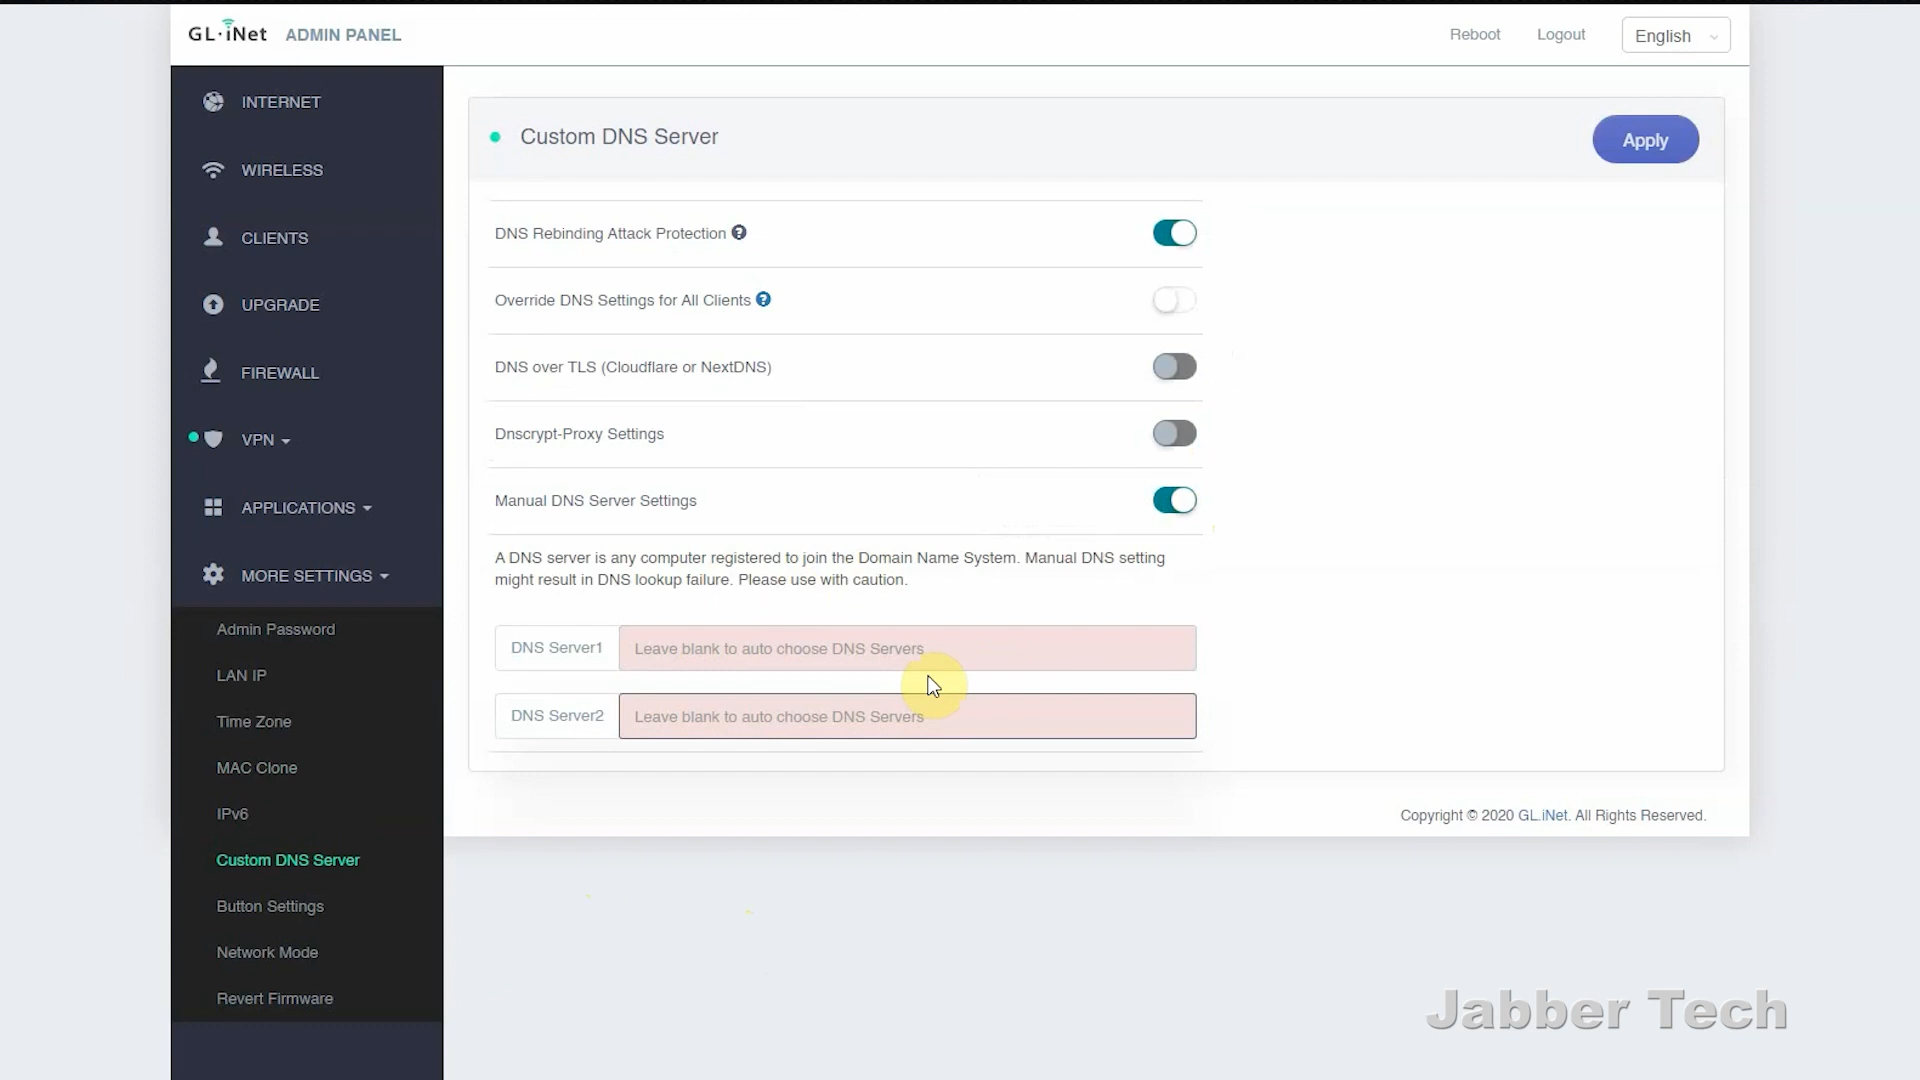 GL·iNet ADMIN PANEL
Reboot
Logout
English
INTERNET
WIRELESS
CLIENTS
UPGRADE
FIREWALL
VPN
APPLICATIONS
MORE SETTINGS
Admin Password
LAN IP
Time Zone
MAC Clone
IPv6
Custom DNS Server
Button Settings
Network Mode
Revert Firmware
Custom DNS Server
Apply
DNS Rebinding Attack Protection ?
Override DNS Settings for All Clients ?
DNS over TLS (Cloudflare or NextDNS)
Dnscrypt-Proxy Settings
Manual DNS Server Settings
A DNS server is any computer registered to join the Domain Name System. Manual DNS setting
might result in DNS lookup failure. Please use with caution.
DNS Server1 Leave blank to auto choose DNS Servers
DNS Server2 Leave blank to auto choose DNS Servers
Copyright © 2020 GL.iNet. All Rights Reserved.
Jabber Tech